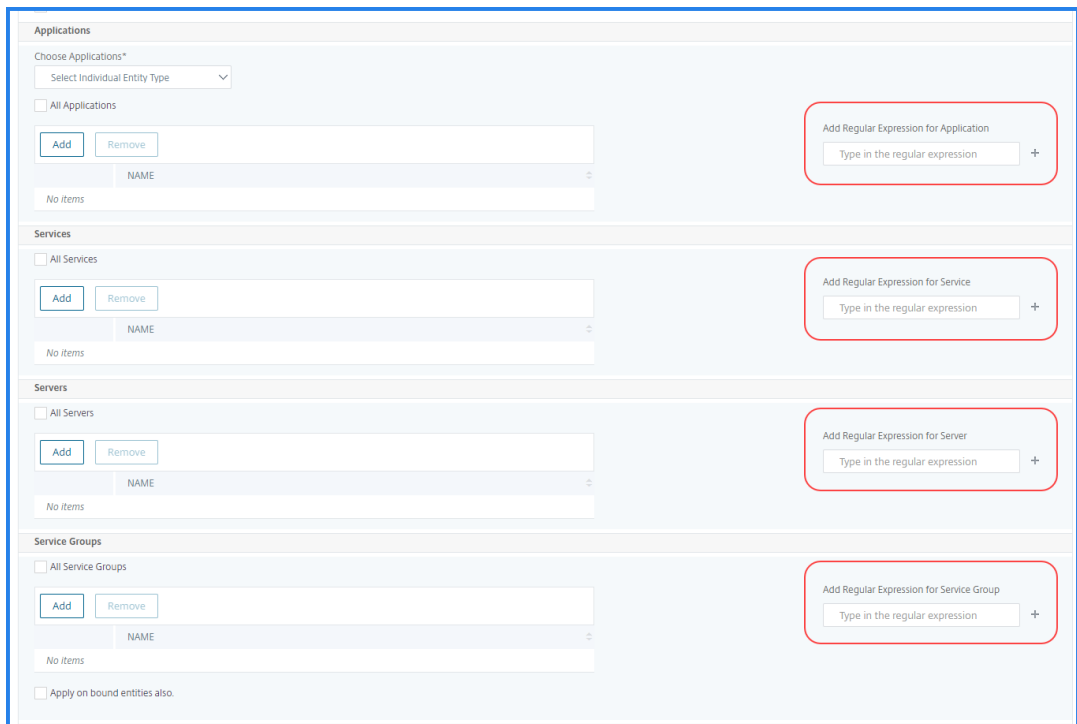 Applications
Choose Applications*
Select Individual Entity Type
All Applications
Add Remove
NAME
No items
Add Regular Expression for Application
Type in the regular expression +
Services
All Services
Add Remove
NAME
No items
Add Regular Expression for Service
Type in the regular expression +
Servers
All Servers
Add Remove
NAME
No items
Add Regular Expression for Server
Type in the regular expression +
Service Groups
All Service Groups
Add Remove
NAME
No items
Add Regular Expression for Service Group
Type in the regular expression +
Apply on bound entities also.